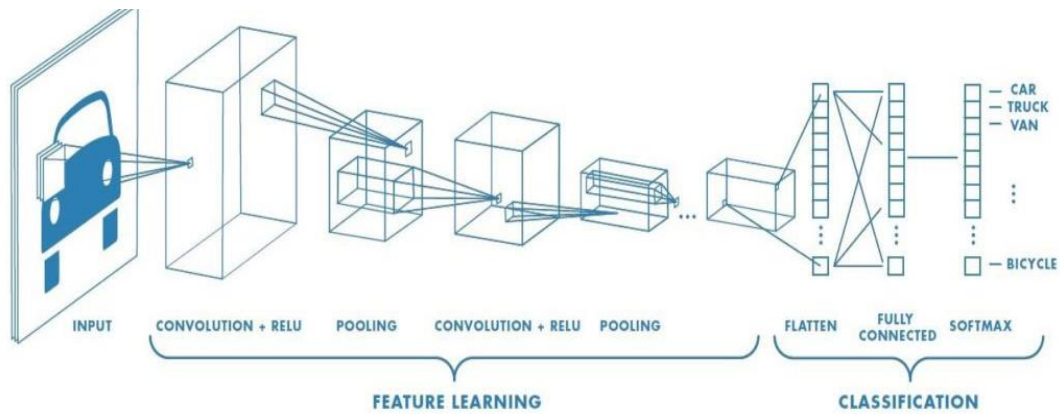 CAR
TRUCK
VAN
BICYCLE
INPUT
CONVOLUTION + RELU
POOLING
CONVOLUTION + RELU
POOLING
FLATTEN
FULLY
CONNECTED
SOFTMAX
FEATURE LEARNING
CLASSIFICATION